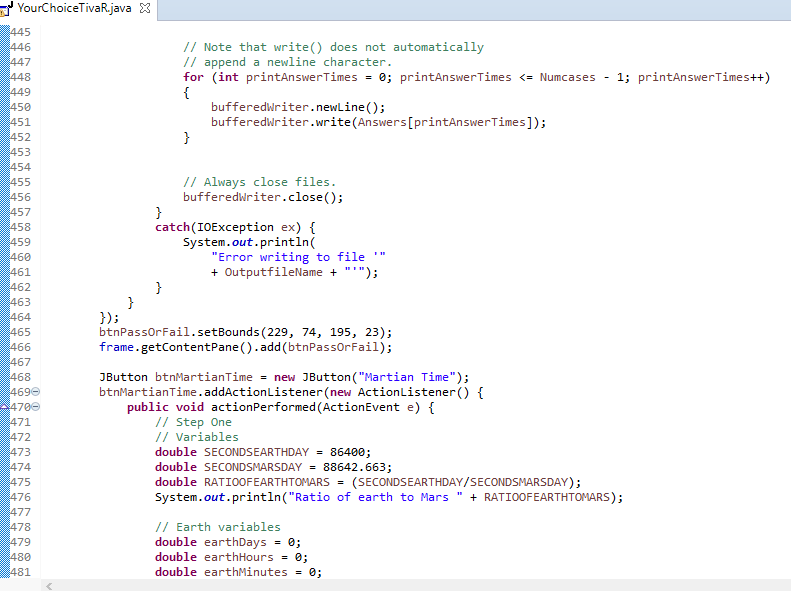 YourChoiceTivaR.java
445
446 // Note that write() does not automatically
447 // append a newline character.
448 for (int printAnswerTimes = 0; printAnswerTimes <= Numcases - 1; printAnswerTimes++)
449 {
450 bufferedWriter.newLine();
451 bufferedWriter.write(Answers[printAnswerTimes]);
452 }
453
454
455 // Always close files.
456 bufferedWriter.close();
457 }
458 catch(IOException ex) {
459 System.out.println(
460 "Error writing to file '"
461 + OutputfileName + "'");
462 }
463 }
464 });
465 btnPassOrFail.setBounds(229, 74, 195, 23);
466 frame.getContentPane().add(btnPassOrFail);
467
468 JButton btnMartianTime = new JButton("Martian Time");
469 btnMartianTime.addActionListener(new ActionListener() {
470 public void actionPerformed(ActionEvent e) {
471 // Step One
472 // Variables
473 double SECONDSEARTHDAY = 86400;
474 double SECONDSMARSDAY = 88642.663;
475 double RATIOOFEARTHTOMARS = (SECONDSEARTHDAY/SECONDSMARSDAY);
476 System.out.println("Ratio of earth to Mars " + RATIOOFEARTHTOMARS);
477
478 // Earth variables
479 double earthDays = 0;
480 double earthHours = 0;
481 double earthMinutes = 0;